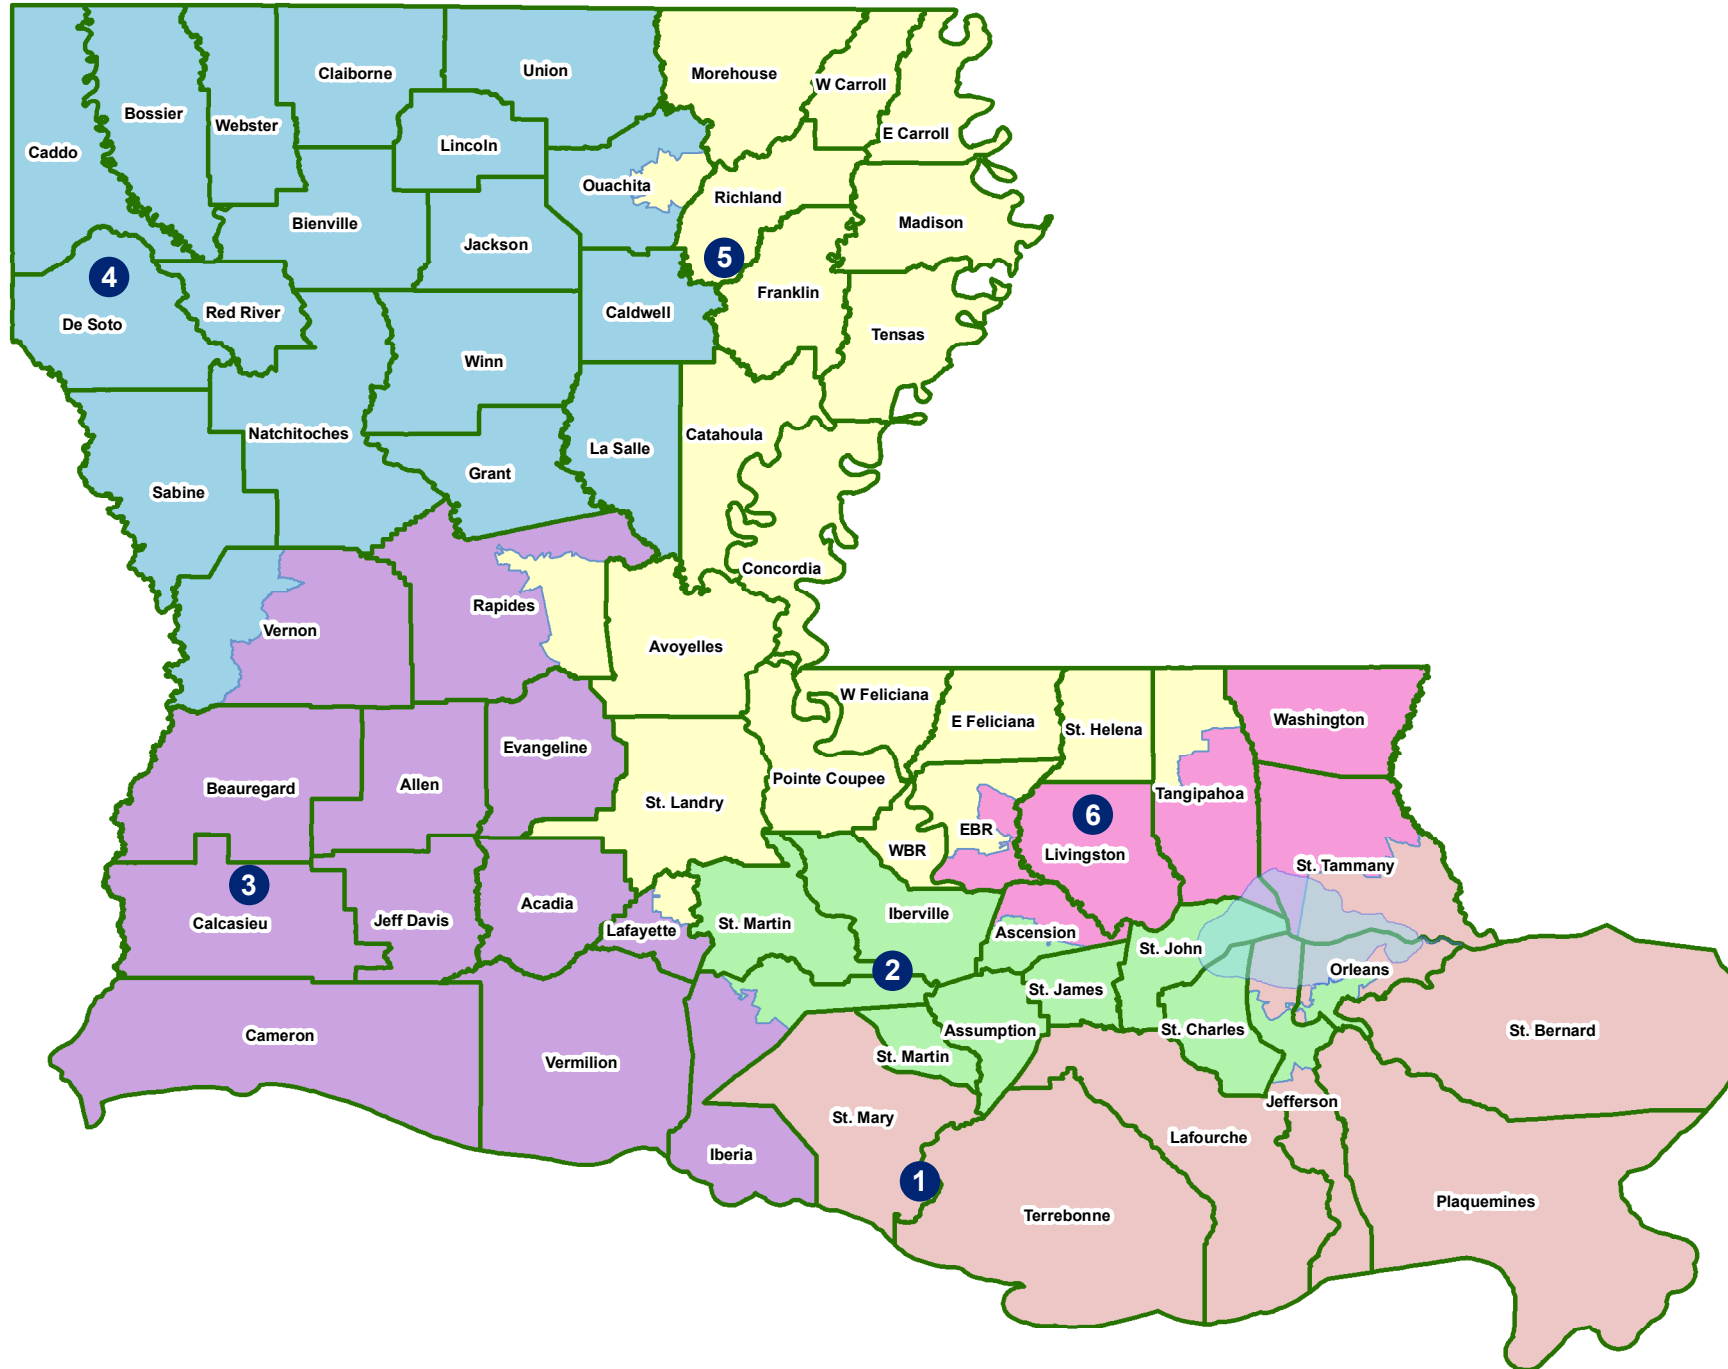 Claiborne
Union
Morehouse
W Carroll
Bossier
Webster
E Carroll
Caddo
Lincoln
Ouachita
Richland
Madison
Bienville
Jackson
5
4
Franklin
Red River
Caldwell
De Soto
Tensas
Winn
Natchitoches
Catahoula
La Salle
Grant
Sabine
Concordia
Rapides
Vernon
Avoyelles
W Feliciana
E Feliciana
St. Helena
Washington
Evangeline
Pointe Coupee
Allen
Beauregard
Tangipahoa
St. Landry
6
EBR
WBR
Livingston
St. Tammany
3
Acadia
Iberville
Jeff Davis
Calcasieu
St. Martin
Lafayette
Ascension
St. John
2
Orleans
St. James
St. Charles
St. Bernard
Assumption
Cameron
St. Martin
Vermilion
Jefferson
St. Mary
Lafourche
Iberia
1
Plaquemines
Terrebonne